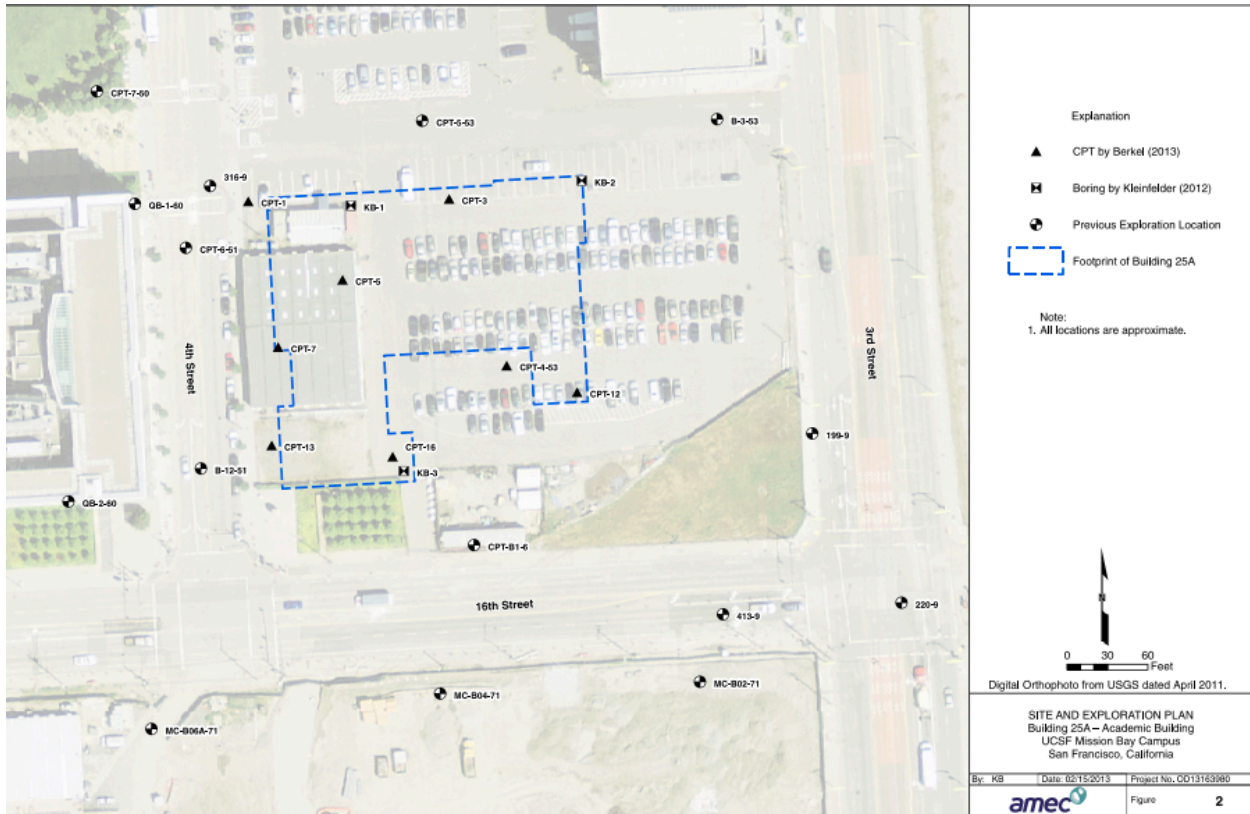 CPT-7-50
CPT-5-53
B-3-53
316-9
QB-1-60
CPT-1
KB-1
CPT-3
KB-2
CPT-6-51
CPT-5
4th Street
CPT-7
CPT-4-53
3rd Street
CPT-12
CPT-13
CPT-16
199-9
B-12-51
KB-3
QB-2-60
CPT-B1-6
16th Street
413-9
220-9
MC-B04-71
MC-B02-71
MC-B06A-71
Explanation
CPT by Berkel (2013)
Boring by Kleinfelder (2012)
Previous Exploration Location
Footprint of Building 25A
Note:
1. All locations are approximate.
N
0 30 60
Feet
Digital Orthophoto from USGS dated April 2011.
SITE AND EXPLORATION PLAN
Building 25A – Academic Building
UCSF Mission Bay Campus
San Francisco, California
By: KB Date: 02/15/2013 Project No. OD13163980
amec
Figure 2